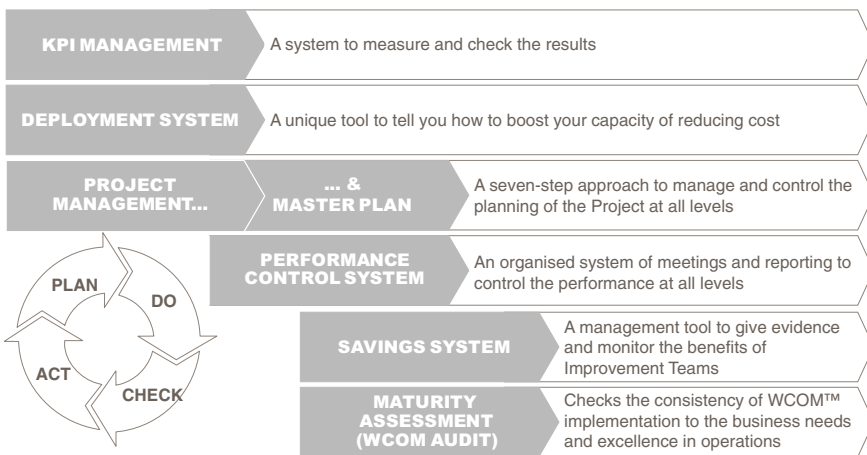 KPI MANAGEMENT
A system to measure and check the results
DEPLOYMENT SYSTEM
A unique tool to tell you how to boost your capacity of reducing cost
PROJECT
MANAGEMENT...
... &
MASTER PLAN
A seven-step approach to manage and control the
planning of the Project at all levels
PERFORMANCE
CONTROL SYSTEM
An organised system of meetings and reporting to
control the performance at all levels
PLAN
DO
ACT
CHECK
SAVINGS SYSTEM
A management tool to give evidence
and monitor the benefits of
Improvement Teams
MATURITY
ASSESSMENT
(WCOM AUDIT)
Checks the consistency of WCOM™
implementation to the business needs
and excellence in operations